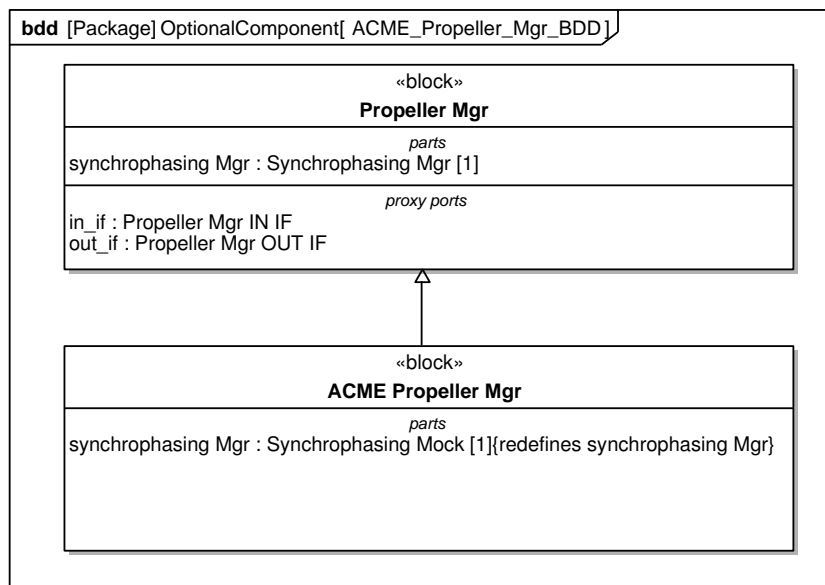 bdd [Package] OptionalComponent[ ACME_Propeller_Mgr_BDD ]
«block»
Propeller Mgr
parts
synchrophasing Mgr : Synchrophasing Mgr [1]
proxy ports
in_if : Propeller Mgr IN IF
out_if : Propeller Mgr OUT IF
«block»
ACME Propeller Mgr
parts
synchrophasing Mgr : Synchrophasing Mock [1]{redefines synchrophasing Mgr}